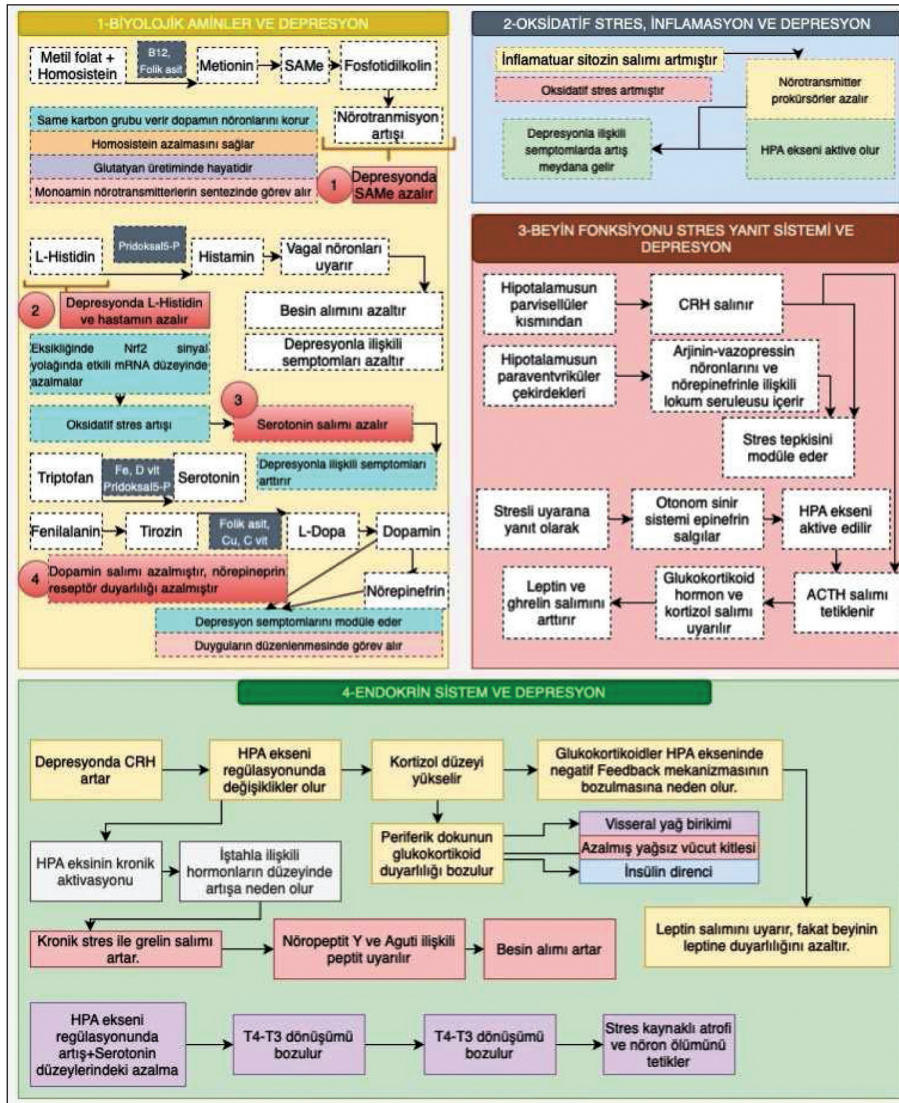 1-BİYOLOJİK AMİNLER VE DEPRESYON
Metil folat +
Homosistein
B12,
Folik asit
Metionin
SAMe
Fosfotidilkolin
Nörotranmisyon
artışı
Same karbon grubu verir dopamın nöronlarını korur
Homosistein azalmasını sağlar
Glutatyan üretiminde hayatidir
Monoamin nörotransmitterlerin sentezinde görev alır
1
Depresyonda
SAMe azalır
L-Histidin
Pridoksal5-P
Histamin
Vagal nöronları
uyarır
Besin alımını azaltır
Depresyonla ilişkili
semptomları azaltır
2
Depresyonda L-Histidin
ve hastamın azalır
Eksikliğinde Nrf2 sinyal
yolağında etkili mRNA düzeyinde
azalmalar
Oksidatif stres artışı
3
Serotonin salımı azalır
Depresyonla ilişkili semptomları
arttırır
Triptofan
Fe, D vit
Pridoksal5-P
Serotonin
Fenilalanin
Tirozin
Folik asit,
Cu, C vit
L-Dopa
Dopamin
4
Dopamin salımı azalmıştır, nörepineprin
reseptör duyarlılığı azalmıştır
Nörepinefrin
Depresyon semptomlarını modüle eder
Duyguların düzenlenmesinde görev alır
2-OKSİDATİF STRES, İNFLAMASYON VE DEPRESYON
İnflamatuar sitozin salımı artmıştır
Oksidatif stres artmıştır
Nörotransmitter
prokürsörler azalır
Depresyonla ilişkili
semptomlarda artış
meydana gelir
HPA ekseni aktive olur
3-BEYİN FONKSİYONU STRES YANIT SİSTEMİ VE
DEPRESYON
Hipotalamusun
parvisellüler
kısmından
CRH salınır
Hipotalamusun
paraventvriküler
çekirdekleri
Arjinin-vazopressin
nöronlarını ve
nörepinefrinle ilişkili
lokum seruleusu içerir
Stres tepkisini
modüle eder
Stresli uyarana
yanıt olarak
Otonom sinir
sistemi epinefrin
salgılar
HPA ekseni
aktive edilir
Leptin ve
ghrelin salımını
arttırır
Glukokortikoid
hormon ve
kortizol salımı
uyarılır
ACTH salımı
tetiklenir
4-ENDOKRİN SİSTEM VE DEPRESYON
Depresyonda CRH
artar
HPA ekseni
regülasyonunda
değişiklikler olur
Kortizol düzeyi
yükselir
Glukokortikoidler HPA ekseninde
negatif Feedback mekanizmasının
bozulmasına neden olur.
HPA eksinin kronik
aktivasyonu
İştahla ilişkili
hormonların düzeyinde
artışa neden olur
Periferik dokunun
glukokortikoid
duyarlılığı bozulur
Visseral yağ birikimi
Azalmış yağsız vücut kitlesi
İnsülin direnci
Kronik stres ile grelin salımı
artar.
Nöropeptit Y ve Aguti ilişkili
peptit uyarılır
Besin alımı artar
Leptin salımını uyarır, fakat beyinin
leptine duyarlılığını azaltır.
HPA ekseni
regülasyonunda
artış+Serotonin
düzeylerindeki azalma
T4-T3 dönüşümü
bozulur
T4-T3 dönüşümü
bozulur
Stres kaynaklı atrofi
ve nöron ölümünü
tetikler